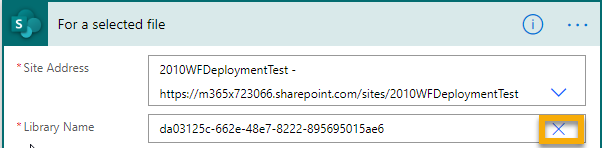 For a selected file
* Site Address
2010WFDeploymentTest -
https://m365x723066.sharepoint.com/sites/2010WFDeploymentTest
* Library Name
da03125c-662e-48e7-8222-895695015ae6